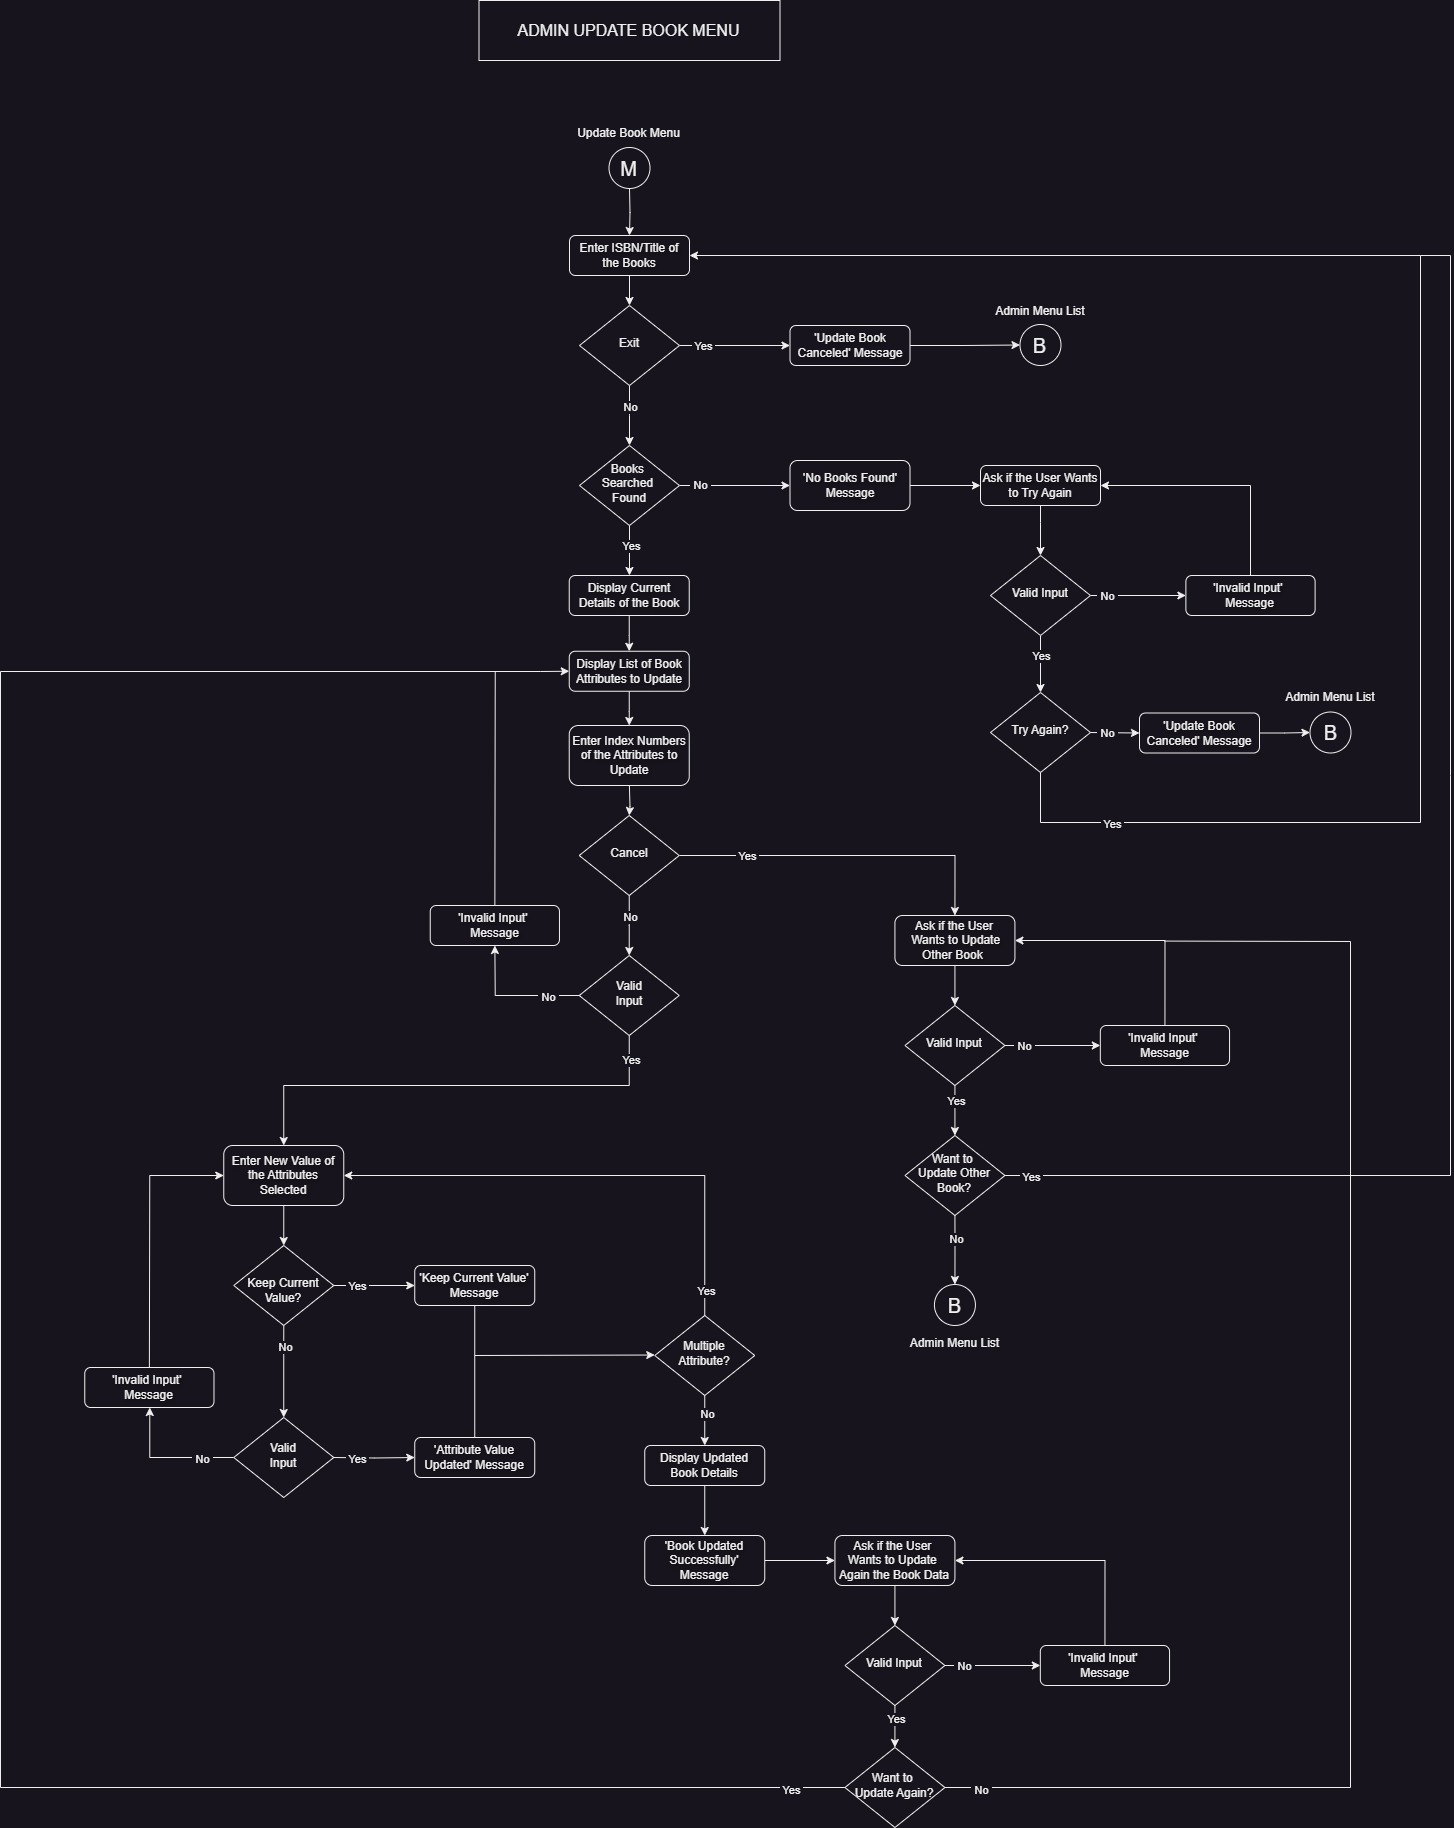 ADMIN UPDATE BOOK MENU
Update Book Menu
M
Enter ISBN/Title of
the Books
Exit
Yes
'Update Book
Canceled' Message
Admin Menu List
B
No
Books
Searched
Found
No
'No Books Found'
Message
Ask if the User Wants
to Try Again
Yes
Valid Input
No
'Invalid Input'
Message
Yes
Try Again?
No
'Update Book
Canceled' Message
Admin Menu List
B
Yes
Display Current
Details of the Book
Display List of Book
Attributes to Update
Enter Index Numbers
of the Attributes to
Update
Cancel
Yes
No
'Invalid Input'
Message
Valid
Input
No
Yes
Ask if the User
Wants to Update
Other Book
Valid Input
No
'Invalid Input'
Message
Yes
Want to
Update Other
Book?
Yes
No
B
Admin Menu List
Enter New Value of
the Attributes
Selected
Keep Current
Value?
Yes
'Keep Current Value'
Message
No
'Invalid Input'
Message
No
Valid
Input
Yes
'Attribute Value
Updated' Message
Yes
Multiple
Attribute?
No
Display Updated
Book Details
'Book Updated
Successfully'
Message
Ask if the User
Wants to Update
Again the Book Data
Valid Input
No
'Invalid Input'
Message
Yes
Want to
Update Again?
Yes
No